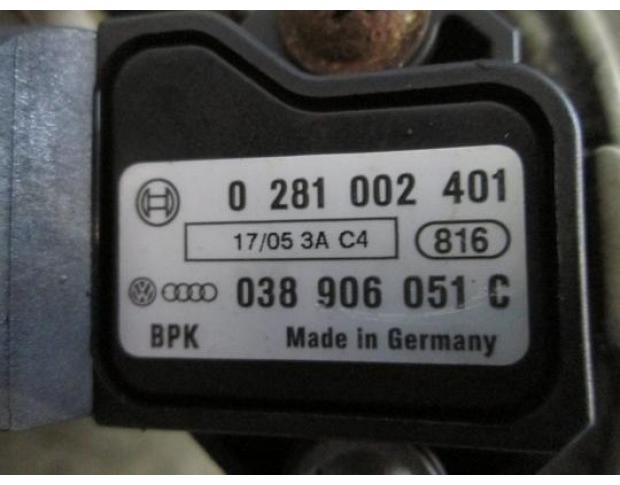 0 281 002 401
17/05 3A C4 816
038 906 051 C
BPK Made in Germany